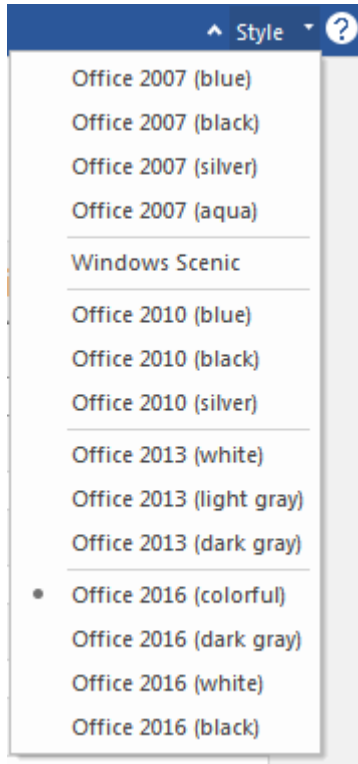 Style
?
Office 2007 (blue)
Office 2007 (black)
Office 2007 (silver)
Office 2007 (aqua)
Windows Scenic
Office 2010 (blue)
Office 2010 (black)
Office 2010 (silver)
Office 2013 (white)
Office 2013 (light gray)
Office 2013 (dark gray)
Office 2016 (colorful)
Office 2016 (dark gray)
Office 2016 (white)
Office 2016 (black)